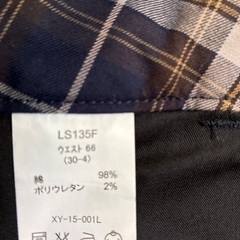 LS135F
ウエスト 66
(30-4)
綿 98%
ポリウレタン 2%
XY-15-001L